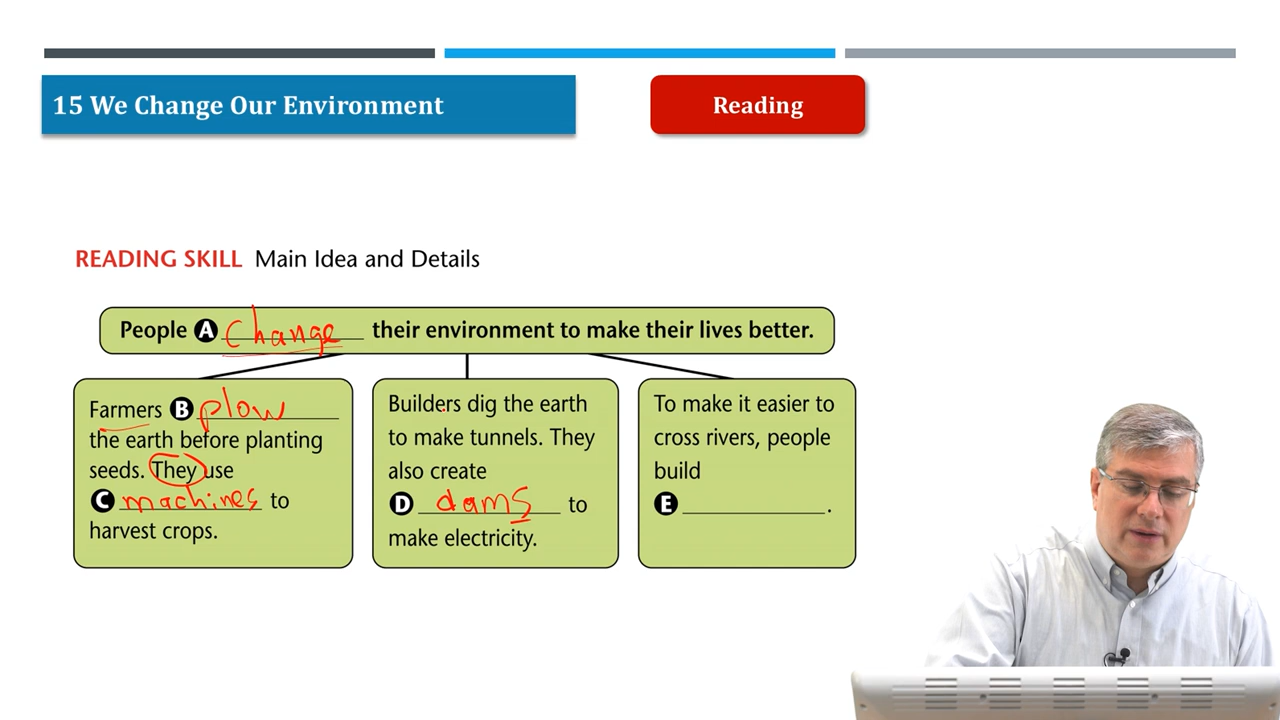 15 We Change Our Environment
Reading
READING SKILL Main Idea and Details
People A change their environment to make their lives better.
Farmers B plow
the earth before planting
seeds. They use
C machines to
harvest crops.
Builders dig the earth
to make tunnels. They
also create
D dams to
make electricity.
To make it easier to
cross rivers, people
build
E ____________.